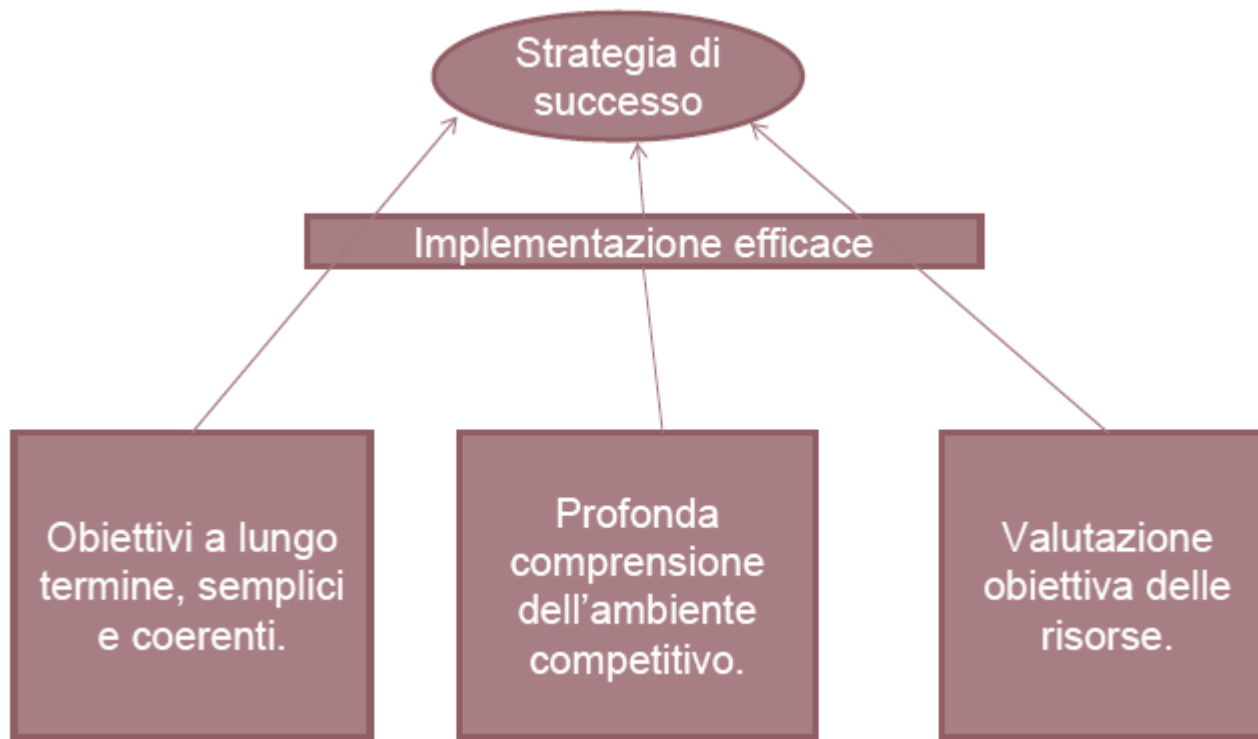 Strategia di
successo
Implementazione efficace
Obiettivi a lungo
termine, semplici
e coerenti.
Profonda
comprensione
dell’ambiente
competitivo.
Valutazione
obiettiva delle
risorse.